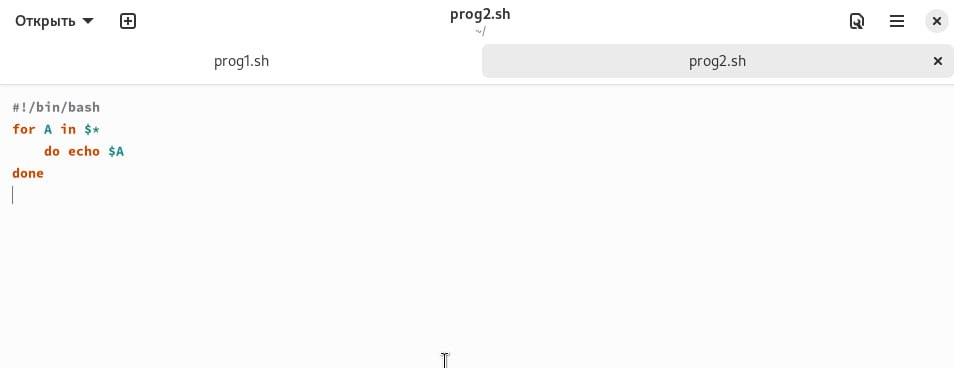 Открыть
prog2.sh
~/
prog1.sh
prog2.sh
#!/bin/bash
for A in $*
    do echo $A
done